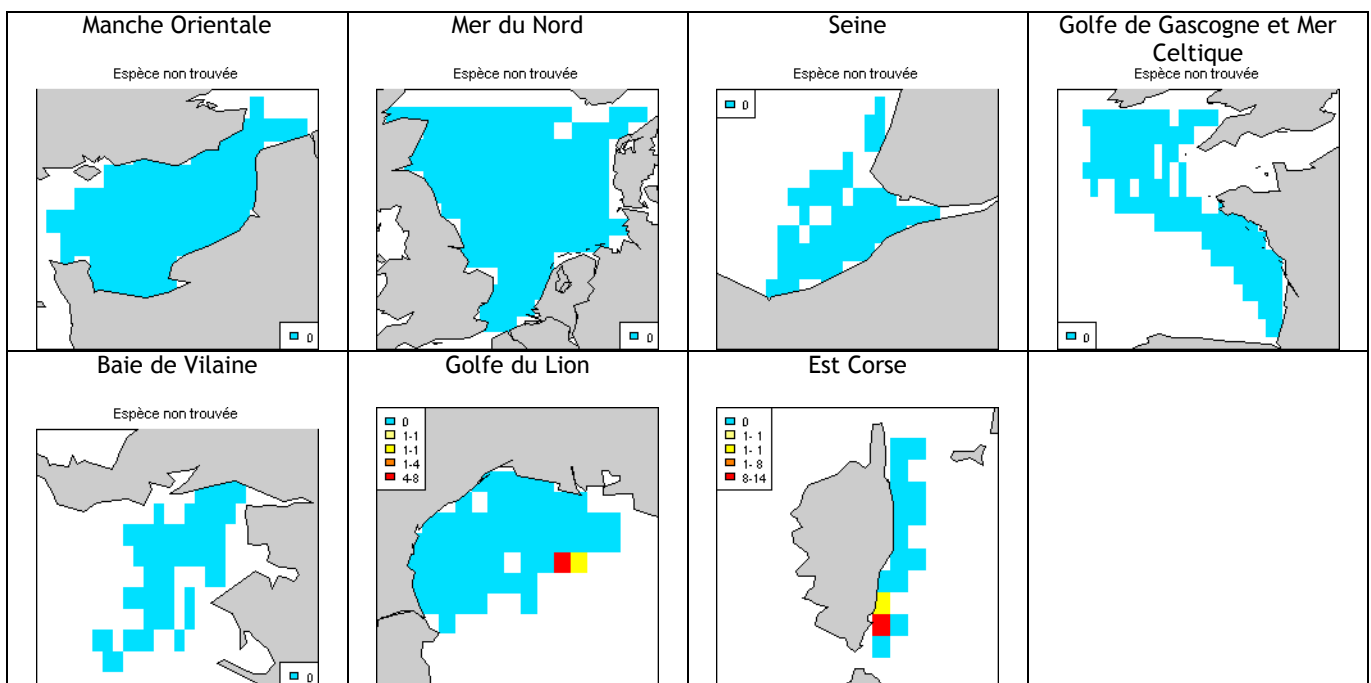 Manche Orientale
Espèce non trouvée
0
Mer du Nord
Espèce non trouvée
0
Seine
Espèce non trouvée
0
Golfe de Gascogne et Mer
Celtique
Espèce non trouvée
0
Baie de Vilaine
Espèce non trouvée
0
Golfe du Lion
0
1-1
1-1
1-4
4-8
Est Corse
0
1- 1
1- 1
1- 8
8-14